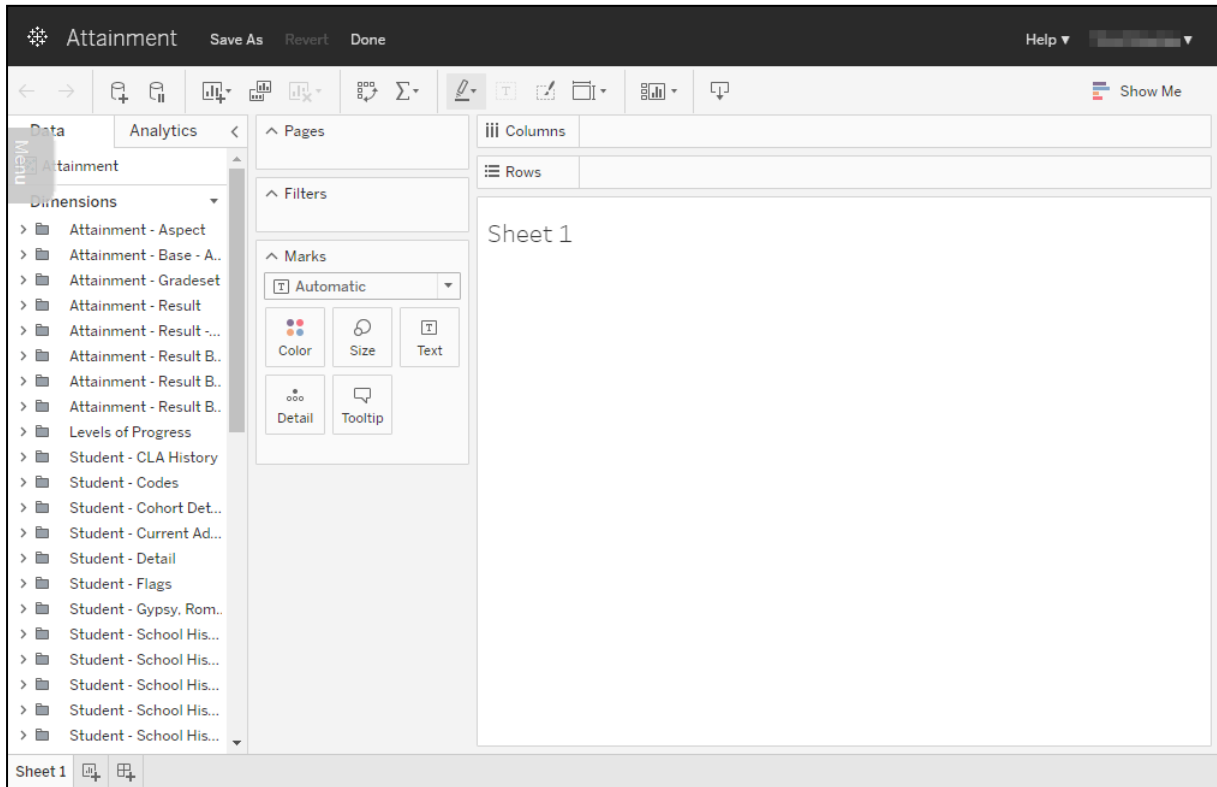 Attainment Save As Revert Done Help
Show Me
Data Analytics
Menu
Attainment
Dimensions
Attainment - Aspect
Attainment - Base - A..
Attainment - Gradeset
Attainment - Result
Attainment - Result -...
Attainment - Result B..
Attainment - Result B..
Attainment - Result B..
Levels of Progress
Student - CLA History
Student - Codes
Student - Cohort Det...
Student - Current Ad...
Student - Detail
Student - Flags
Student - Gypsy, Rom..
Student - School His...
Student - School His...
Student - School His...
Student - School His...
Student - School His...
Pages
Filters
Marks
Automatic
Color Size Text
Detail Tooltip
Columns
Rows
Sheet 1
Sheet 1